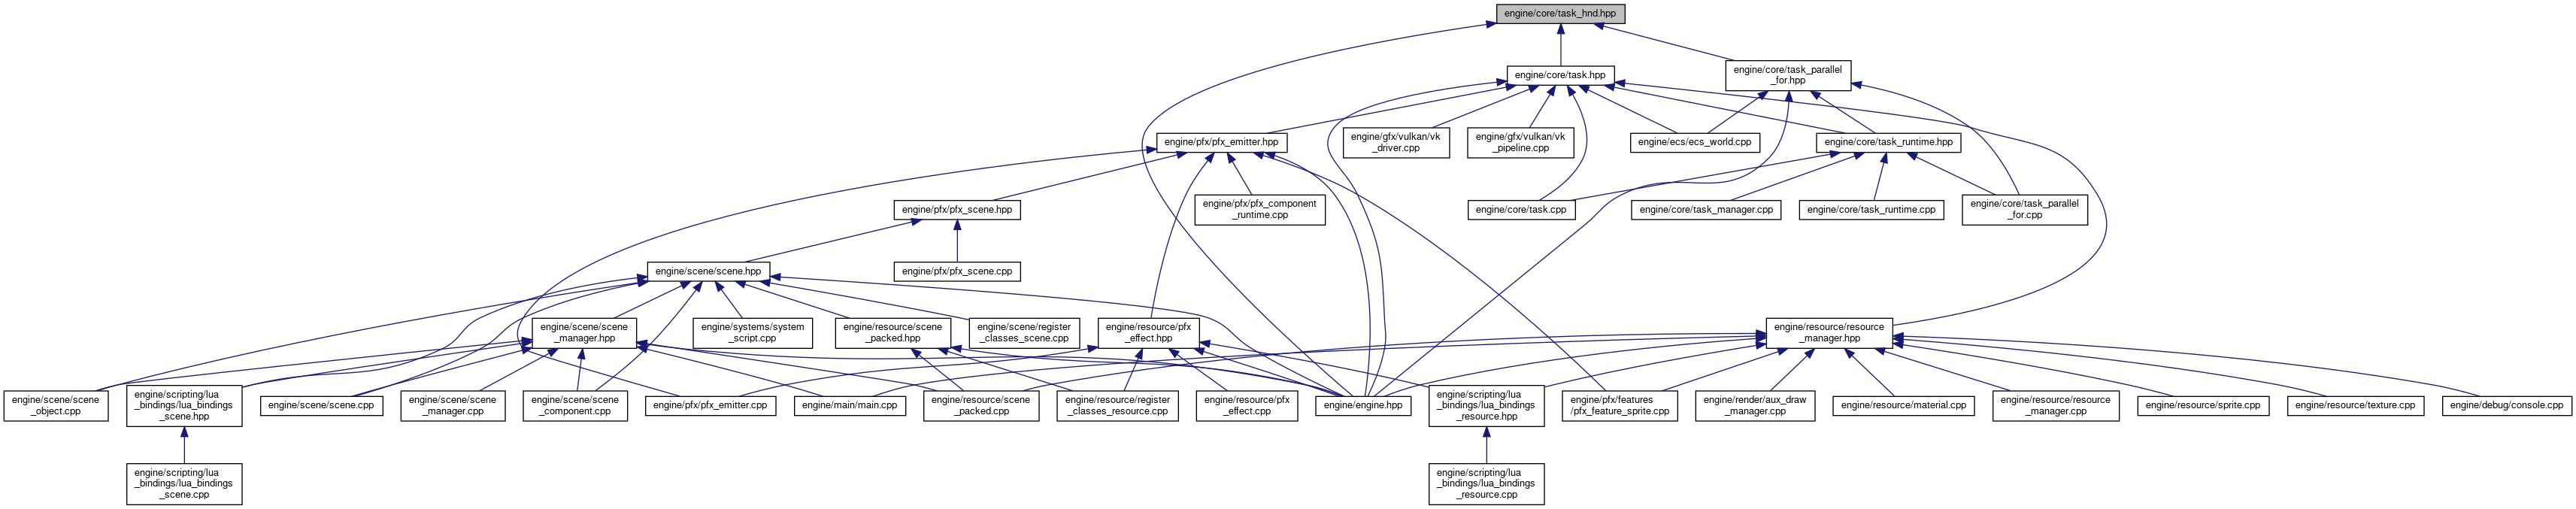 engine/core/task_hnd.hpp
engine/core/task.hpp
engine/core/task_parallel
_for.hpp
engine/pfx/pfx_emitter.hpp
engine/gfx/vulkan/vk
_driver.cpp
engine/gfx/vulkan/vk
_pipeline.cpp
engine/ecs/ecs_world.cpp
engine/core/task_runtime.hpp
engine/pfx/pfx_scene.hpp
engine/pfx/pfx_component
_runtime.cpp
engine/core/task.cpp
engine/core/task_manager.cpp
engine/core/task_runtime.cpp
engine/core/task_parallel
_for.cpp
engine/scene/scene.hpp
engine/pfx/pfx_scene.cpp
engine/scene/scene
_manager.hpp
engine/systems/system
_script.cpp
engine/resource/scene
_packed.hpp
engine/scene/register
_classes_scene.cpp
engine/resource/pfx
_effect.hpp
engine/resource/resource
_manager.hpp
engine/scene/scene
_object.cpp
engine/scripting/lua
_bindings/lua_bindings
_scene.hpp
engine/scene/scene.cpp
engine/scene/scene
_manager.cpp
engine/scene/scene
_component.cpp
engine/pfx/pfx_emitter.cpp
engine/main/main.cpp
engine/resource/scene
_packed.cpp
engine/resource/register
_classes_resource.cpp
engine/resource/pfx
_effect.cpp
engine/engine.hpp
engine/scripting/lua
_bindings/lua_bindings
_resource.hpp
engine/pfx/features
/pfx_feature_sprite.cpp
engine/render/aux_draw
_manager.cpp
engine/resource/material.cpp
engine/resource/resource
_manager.cpp
engine/resource/sprite.cpp
engine/resource/texture.cpp
engine/debug/console.cpp
engine/scripting/lua
_bindings/lua_bindings
_scene.cpp
engine/scripting/lua
_bindings/lua_bindings
_resource.cpp